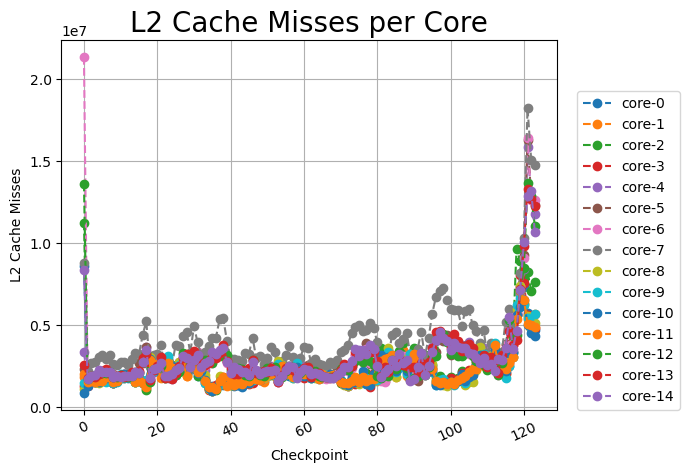 L2 Cache Misses per Core
1e7
2.0
1.5
1.0
0.5
0.0
L2 Cache Misses
0
20
40
60
80
100
120
Checkpoint
core-0
core-1
core-2
core-3
core-4
core-5
core-6
core-7
core-8
core-9
core-10
core-11
core-12
core-13
core-14